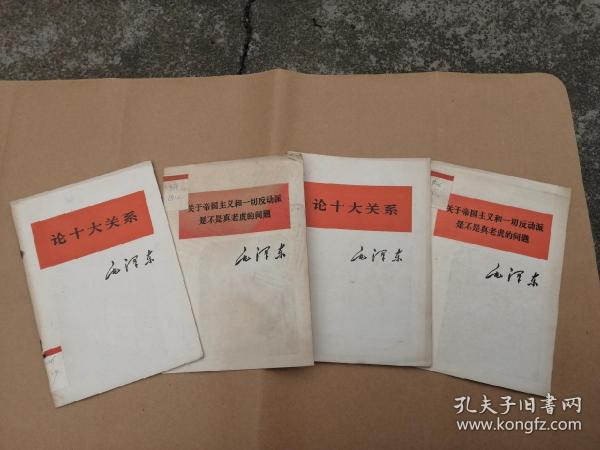 论十大关系
毛泽东
关于帝国主义和一切反动派
是不是真老虎的问题
毛泽东
论十大关系
毛泽东
关于帝国主义和一切反动派
是不是真老虎的问题
毛泽东
孔夫子旧书网
www.kongfz.com